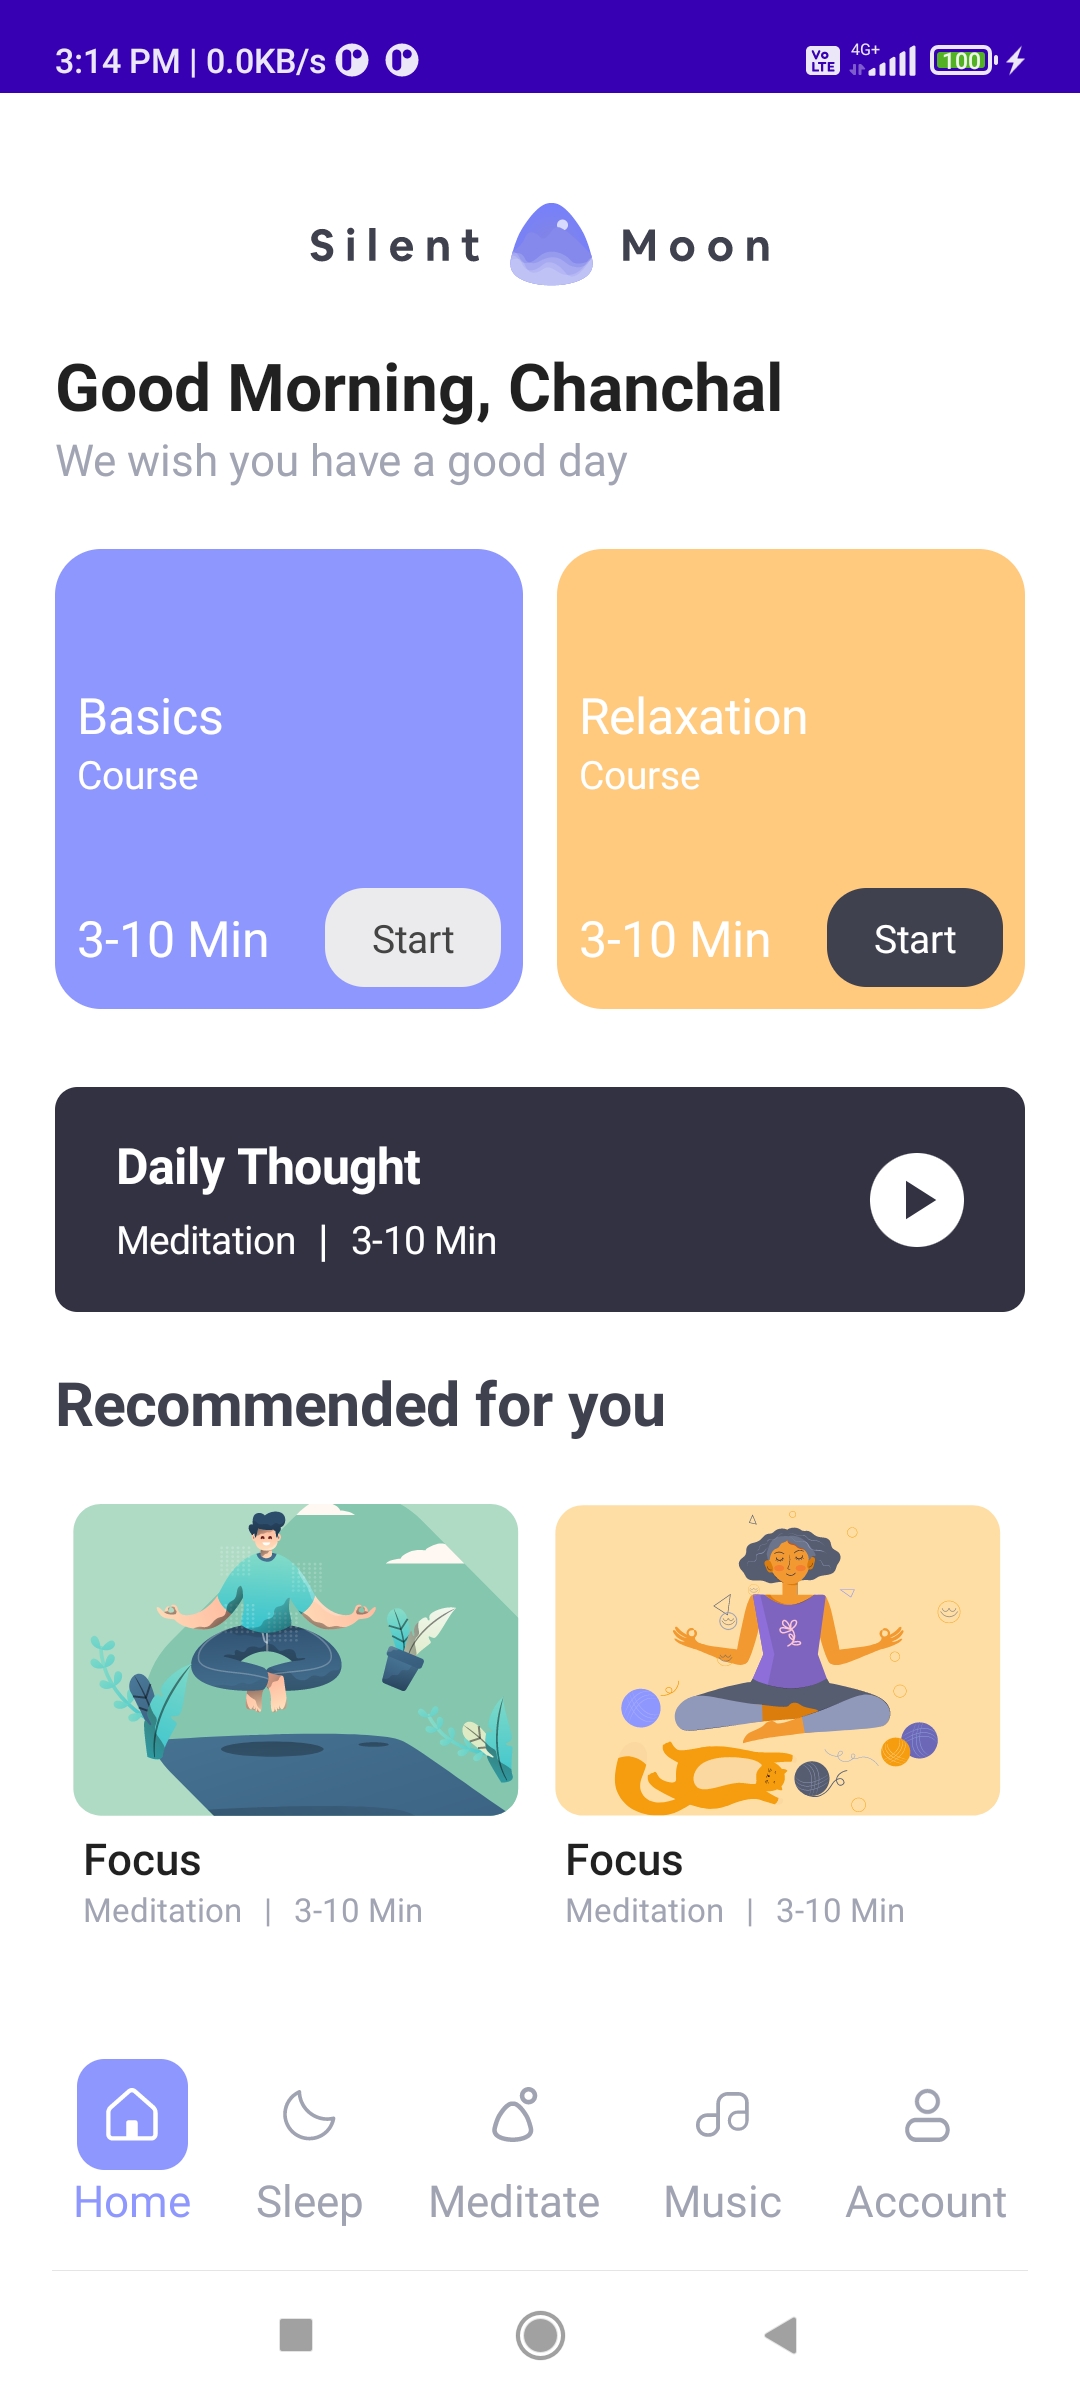 3:14 PM | 0.0KB/s
Vo LTE 4G+ 100
Silent Moon
Good Morning, Chanchal
We wish you have a good day
Basics
Course
3-10 Min Start
Relaxation
Course
3-10 Min Start
Daily Thought
Meditation | 3-10 Min
Recommended for you
Focus
Meditation | 3-10 Min
Focus
Meditation | 3-10 Min
Home Sleep Meditate Music Account